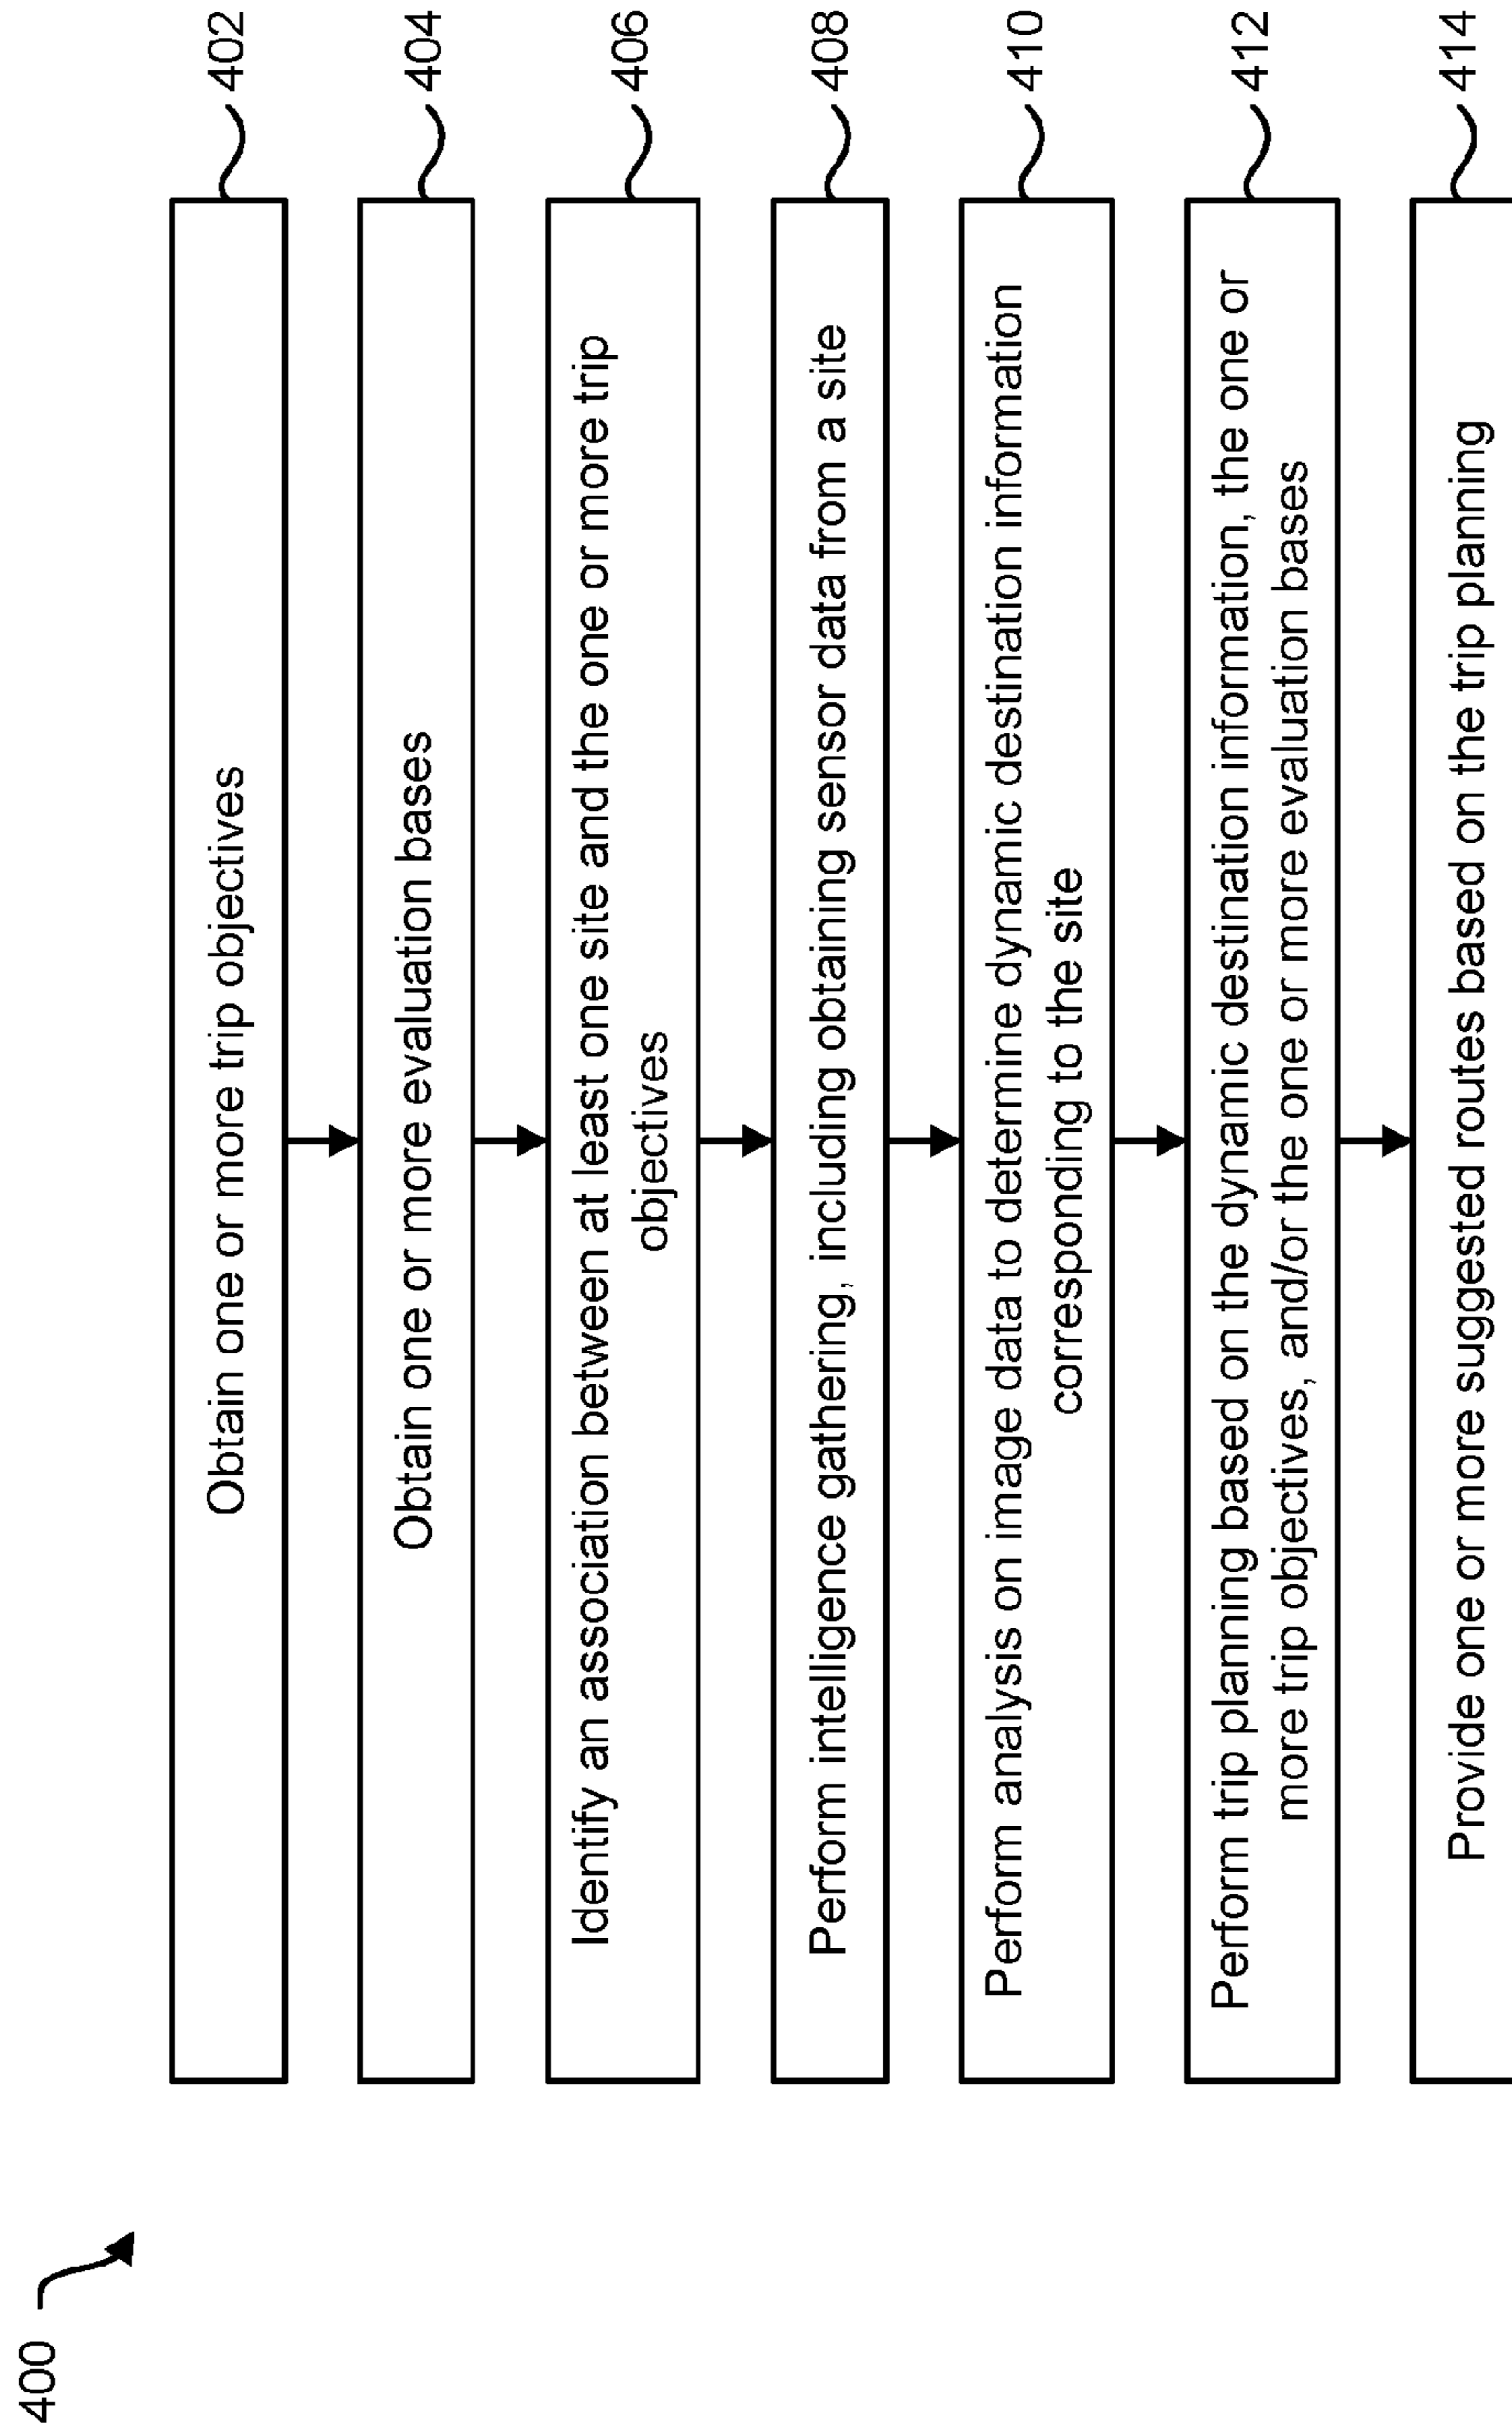 400
Obtain one or more trip objectives
402
Obtain one or more evaluation bases
404
Identify an association between at least one site and the one or more trip
objectives
406
Perform intelligence gathering, including obtaining sensor data from a site
408
Perform analysis on image data to determine dynamic destination information
corresponding to the site
410
Perform trip planning based on the dynamic destination information, the one or
more trip objectives, and/or the one or more evaluation bases
412
Provide one or more suggested routes based on the trip planning
414